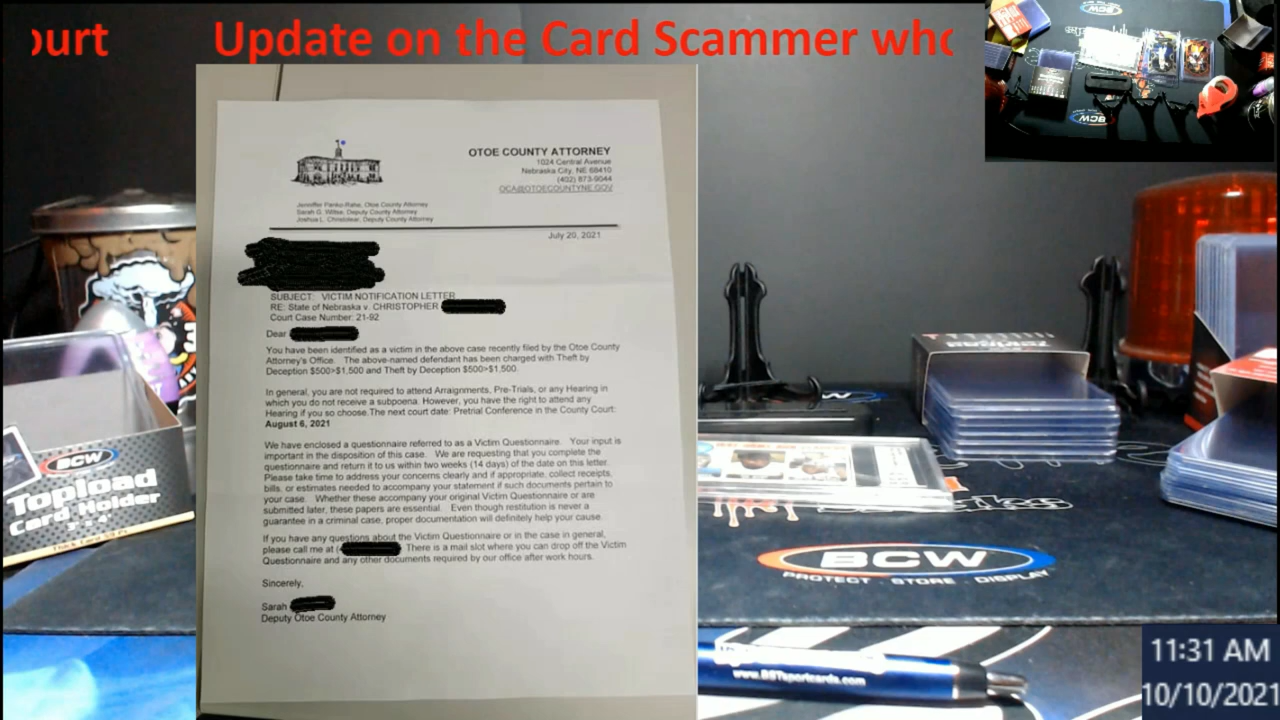 ourt Update on the Card Scammer who
OTOE COUNTY ATTORNEY
1024 Central Avenue
Nebraska City, NE 68410
(402) 873-9044
OCA@OTOECOUNTYNE.GOV
Jenniffer Panko-Rahe, Otoe County Attorney
Sarah G. Wiltse, Deputy County Attorney
Joshua L. Christolear, Deputy County Attorney
July 20, 2021
SUBJECT: VICTIM NOTIFICATION LETTER
RE: State of Nebraska v. CHRISTOPHER
Court Case Number: 21-92
Dear
You have been identified as a victim in the above case recently filed by the Otoe County
Attorney's Office. The above-named defendant has been charged with Theft by
Deception $500>$1,500 and Theft by Deception $500>$1,500.
In general, you are not required to attend Arraignments, Pre-Trials, or any Hearing in
which you do not receive a subpoena. However, you have the right to attend any
Hearing if you so choose.The next court date: Pretrial Conference in the County Court:
August 6, 2021
We have enclosed a questionnaire referred to as a Victim Questionnaire. Your input is
important in the disposition of this case. We are requesting that you complete the
questionnaire and return it to us within two weeks (14 days) of the date on this letter.
Please take time to address your concerns clearly and if appropriate, collect receipts,
bills, or estimates needed to accompany your statement if such documents pertain to
your case. Whether these accompany your original Victim Questionnaire or are
submitted later, these papers are essential. Even though restitution is never a
guarantee in a criminal case, proper documentation will definitely help your cause.
If you have any questions about the Victim Questionnaire or in the case in general,
please call me at ( There is a mail slot where you can drop off the Victim
Questionnaire and any other documents required by our office after work hours.
Sincerely,
Sarah
Deputy Otoe County Attorney
BCW
Topload
Card Holder
BCW
PROTECT · STORE · DISPLAY
www.BSTsportcards.com
BCW
BCW
11:31 AM
10/10/2021